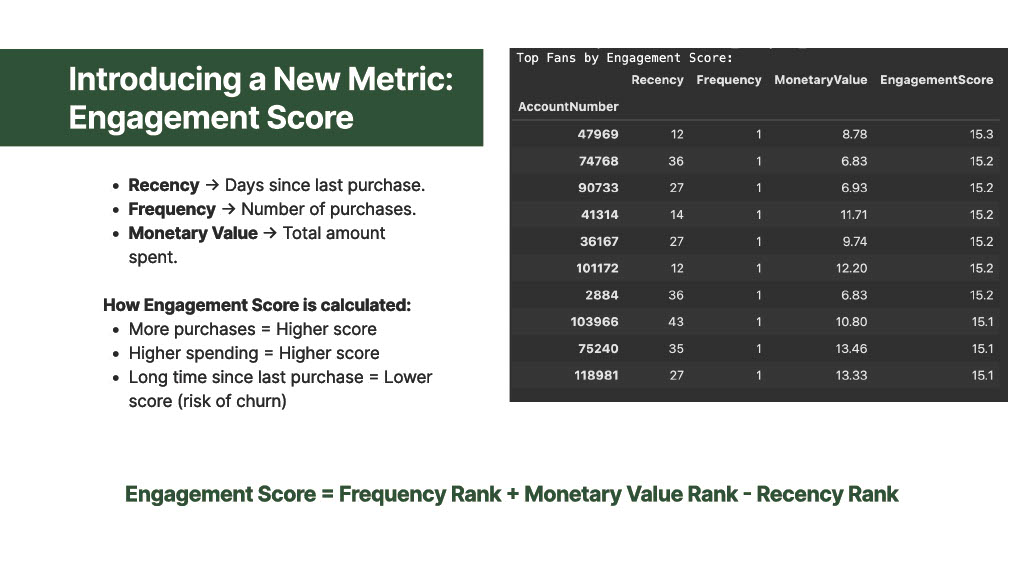 Introducing a New Metric:
Engagement Score
• Recency → Days since last purchase.
• Frequency → Number of purchases.
• Monetary Value → Total amount
spent.
How Engagement Score is calculated:
• More purchases = Higher score
• Higher spending = Higher score
• Long time since last purchase = Lower
score (risk of churn)
Top Fans by Engagement Score:
Recency Frequency MonetaryValue EngagementScore
AccountNumber
47969 12 1 8.78 15.3
74768 36 1 6.83 15.2
90733 27 1 6.93 15.2
41314 14 1 11.71 15.2
36167 27 1 9.74 15.2
101172 12 1 12.20 15.2
2884 36 1 6.83 15.2
103966 43 1 10.80 15.1
75240 35 1 13.46 15.1
118981 27 1 13.33 15.1
Engagement Score = Frequency Rank + Monetary Value Rank - Recency Rank